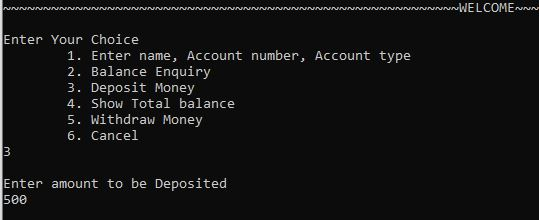 ~~~~~~~~~~~~~~~~~~~~~~~~~~~~~~~~~~~~~~~~~~~~~~~~~~~~~~~~~WELCOME~~~
Enter Your Choice
1. Enter name, Account number, Account type
2. Balance Enquiry
3. Deposit Money
4. Show Total balance
5. Withdraw Money
6. Cancel
3
Enter amount to be Deposited
500